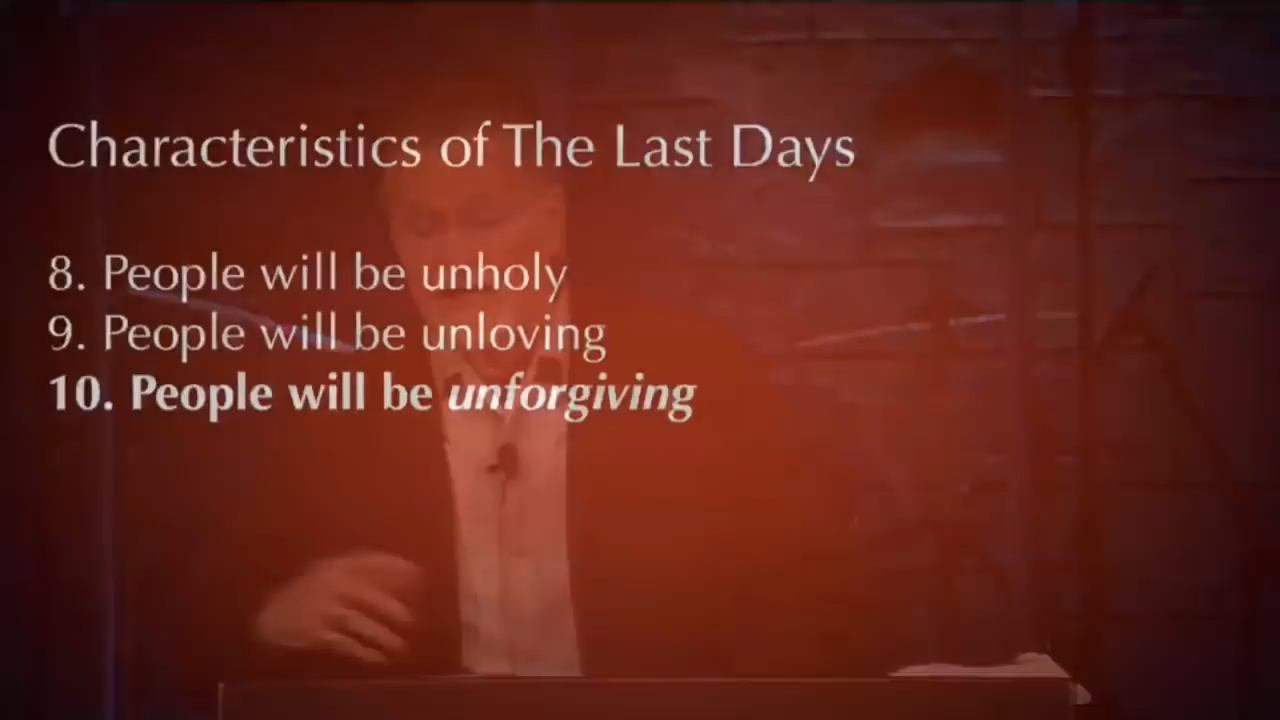 Characteristics of The Last Days
8. People will be unholy
9. People will be unloving
10. People will be unforgiving